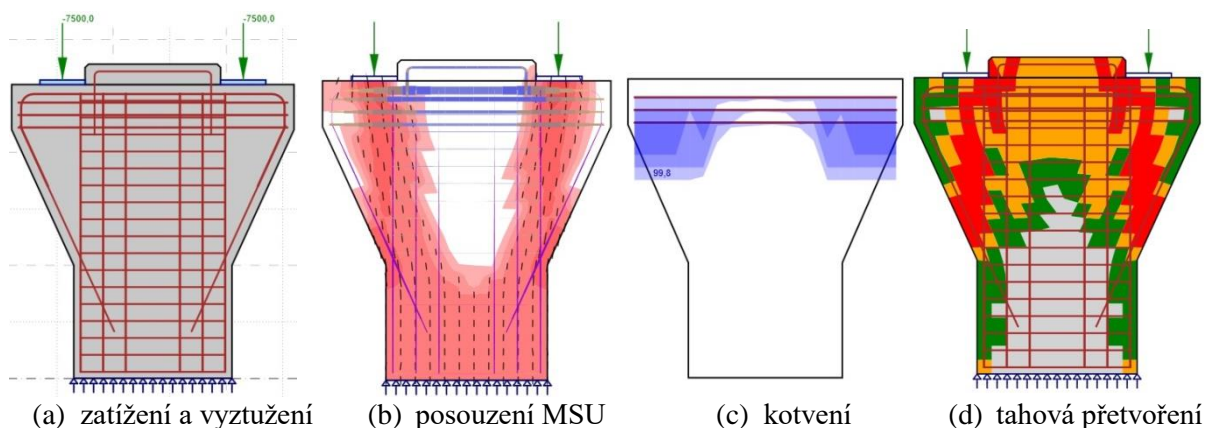 -7500,0 -7500,0
99,8
(a) zatížení a vyztužení (b) posouzení MSU (c) kotvení (d) tahová přetvoření